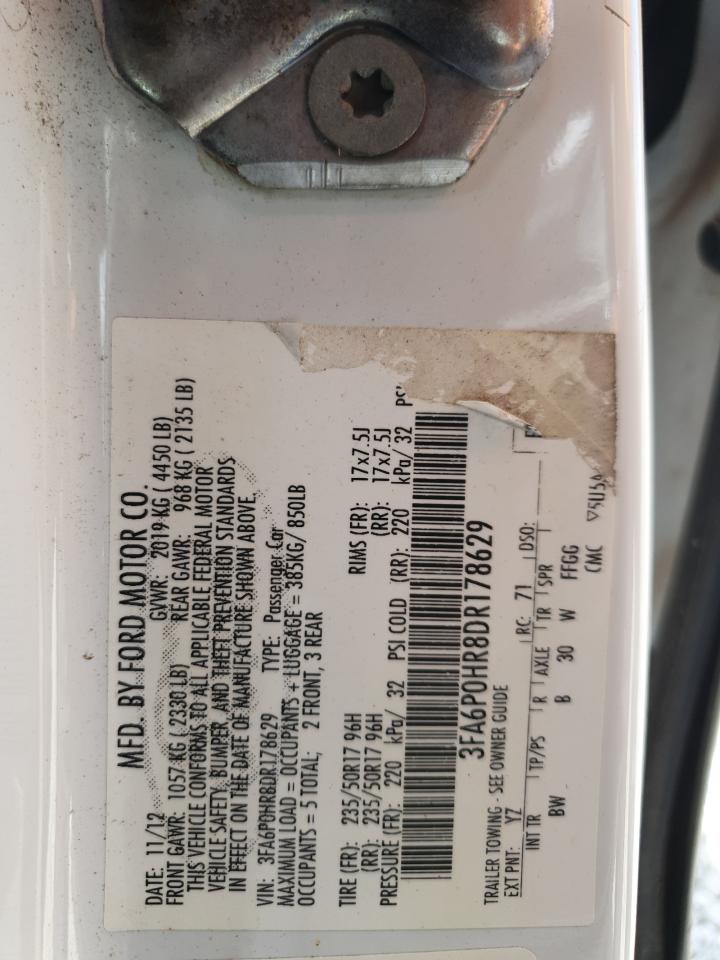 MFD. BY FORD MOTOR CO.
DATE: 11/12 GVWR: 2019 KG ( 4450 LB)
FRONT GAWR: 1057 KG ( 2330 LB) REAR GAWR: 968 KG ( 2135 LB)
THIS VEHICLE CONFORMS TO ALL APPLICABLE FEDERAL MOTOR
VEHICLE SAFETY, BUMPER, AND THEFT PREVENTION STANDARDS
IN EFFECT ON THE DATE OF MANUFACTURE SHOWN ABOVE.
VIN: 3FA6P0HR8DR178629 TYPE: Passenger Car
MAXIMUM LOAD = OCCUPANTS + LUGGAGE = 385KG/ 850LB
OCCUPANTS = 5 TOTAL; 2 FRONT, 3 REAR
TIRE (FR): 235/50R17 96H RIMS (FR): 17x7.5J
(RR): 235/50R17 96H (RR): 17x7.5J
PRESSURE (FR): 220 kPa/ 32 PSI COLD (RR): 220 kPa/ 32 PSI
3FA6P0HR8DR178629
TRAILER TOWING - SEE OWNER GUIDE
EXT PNT: YZ RC: 71 DSO:
INT TR TP/PS R AXLE TR SPR
BW B 30 W FFGG
CMC